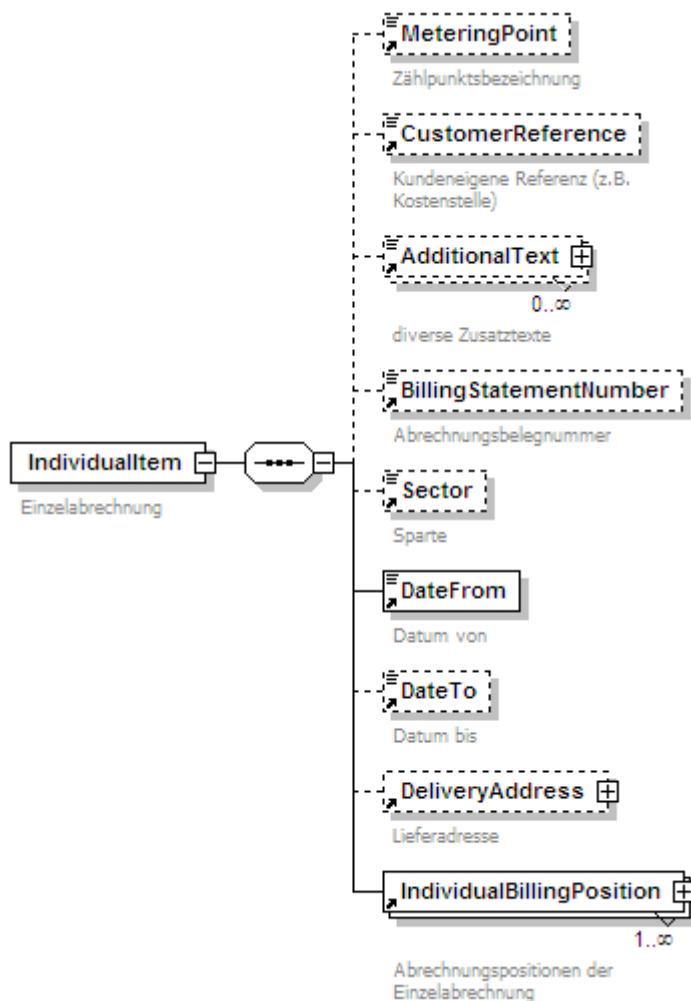 MeteringPoint
Zählpunktsbezeichnung
CustomerReference
Kundeneigene Referenz (z.B.
Kostenstelle)
AdditionalText
0..∞
diverse Zusatztexte
BillingStatementNumber
Abrechnungsbelegnummer
IndividualItem
Einzelabrechnung
Sector
Sparte
DateFrom
Datum von
DateTo
Datum bis
DeliveryAddress
Lieferadresse
IndividualBillingPosition
1..∞
Abrechnungspositionen der
Einzelabrechnung